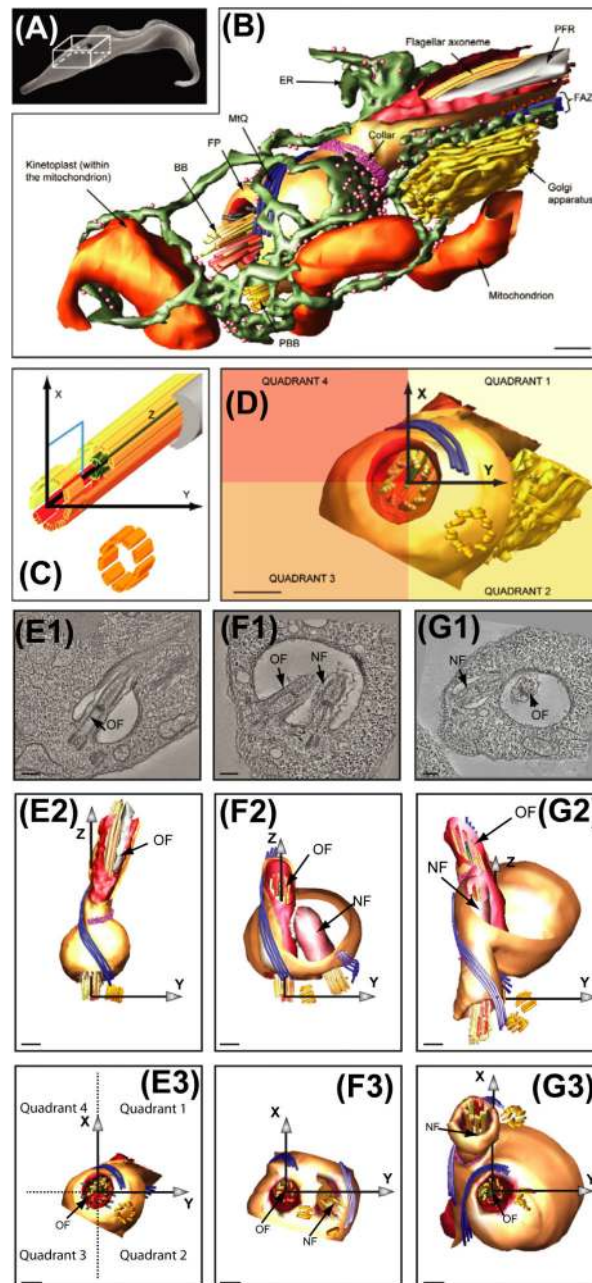 (A)
(B)
Flagellar axoneme
PFR
ER
FAZ
MtQ
FP
Collar
Kinetoplast (within
the mitochondrion)
BB
Golgi
apparatus
Mitochondrion
PBB
X
Z
Y
(C)
(D)
QUADRANT 4
QUADRANT 1
X
Y
QUADRANT 3
QUADRANT 2
(E1)
OF
(F1)
OF
NF
(G1)
NF
OF
(E2)
Z
OF
Y
(F2)
Z
OF
NF
Y
(G2)
OF
Z
NF
Y
(E3)
Quadrant 4
Quadrant 1
X
Y
OF
Quadrant 3
Quadrant 2
(F3)
X
Y
OF
NF
(G3)
X
NF
Y
OF